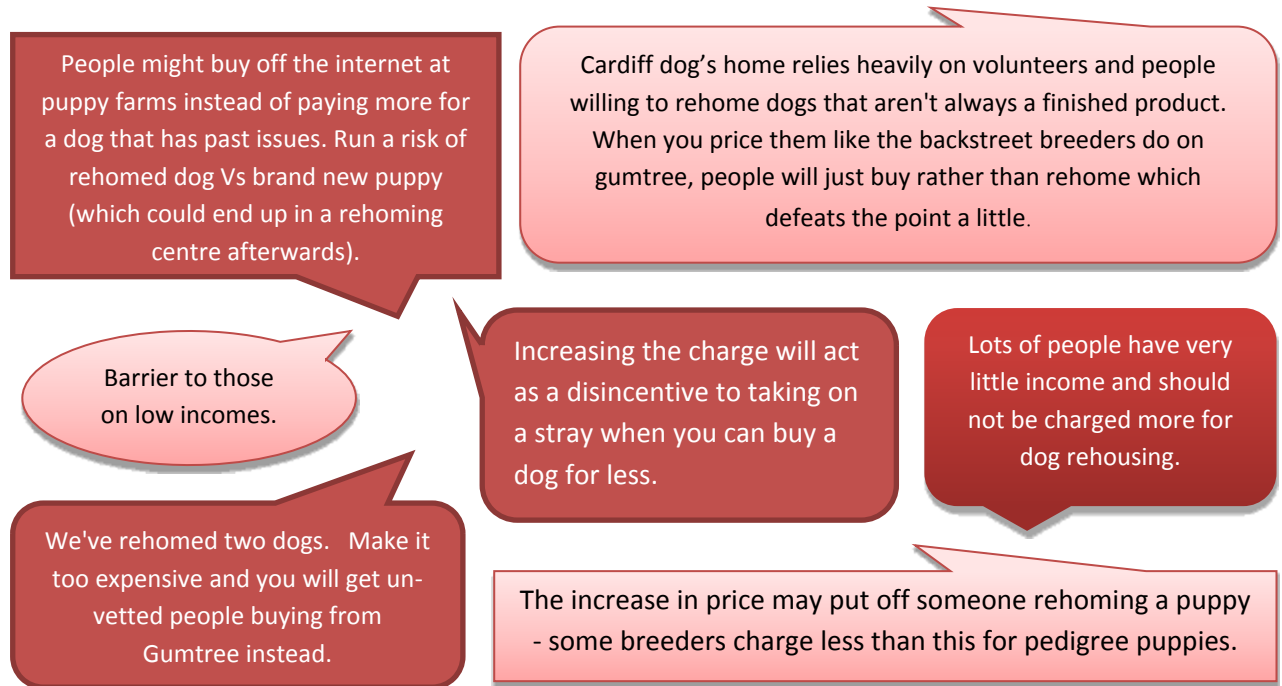 People might buy off the internet at
puppy farms instead of paying more for
a dog that has past issues. Run a risk of
rehomed dog Vs brand new puppy
(which could end up in a rehoming
centre afterwards).
Cardiff dog’s home relies heavily on volunteers and people
willing to rehome dogs that aren't always a finished product.
When you price them like the backstreet breeders do on
gumtree, people will just buy rather than rehome which
defeats the point a little.
Barrier to those
on low incomes.
Increasing the charge will act
as a disincentive to taking on
a stray when you can buy a
dog for less.
Lots of people have very
little income and should
not be charged more for
dog rehousing.
We've rehomed two dogs.   Make it
too expensive and you will get un-
vetted people buying from
Gumtree instead.
The increase in price may put off someone rehoming a puppy
- some breeders charge less than this for pedigree puppies.